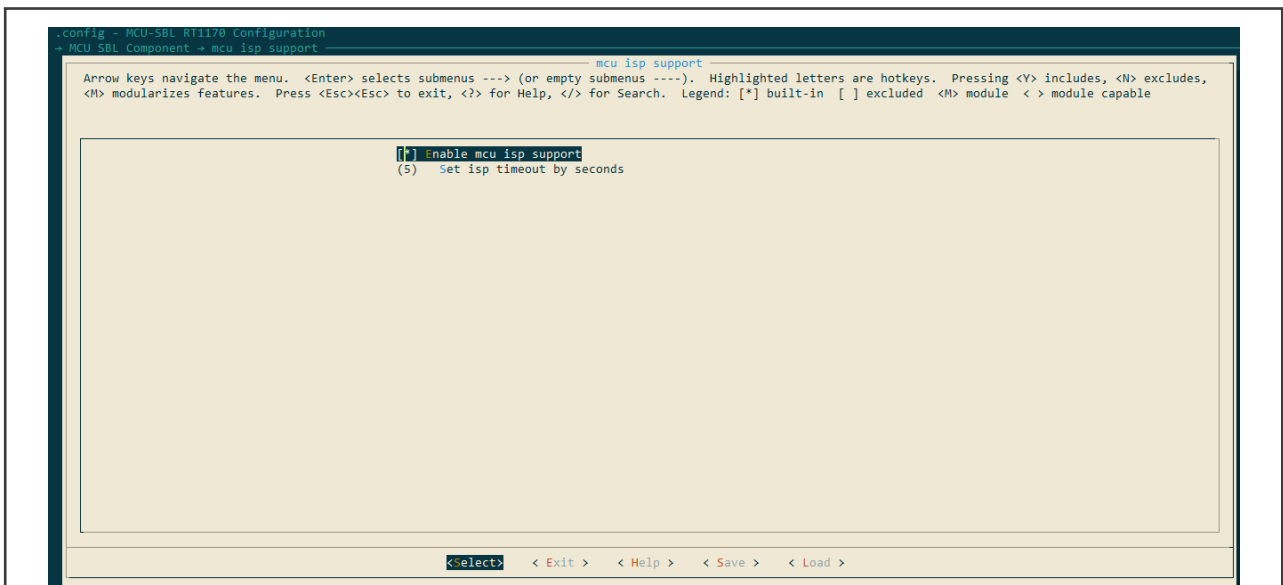 .config - MCU-SBL RT1170 Configuration
→ MCU SBL Component → mcu isp support
mcu isp support
Arrow keys navigate the menu. <Enter> selects submenus ---> (or empty submenus ----). Highlighted letters are hotkeys. Pressing <Y> includes, <N> excludes,
<M> modularizes features. Press <Esc><Esc> to exit, <?> for Help, </> for Search. Legend: [*] built-in [ ] excluded <M> module < > module capable
[*] Enable mcu isp support
(5) Set isp timeout by seconds
<Select> < Exit > < Help > < Save > < Load >